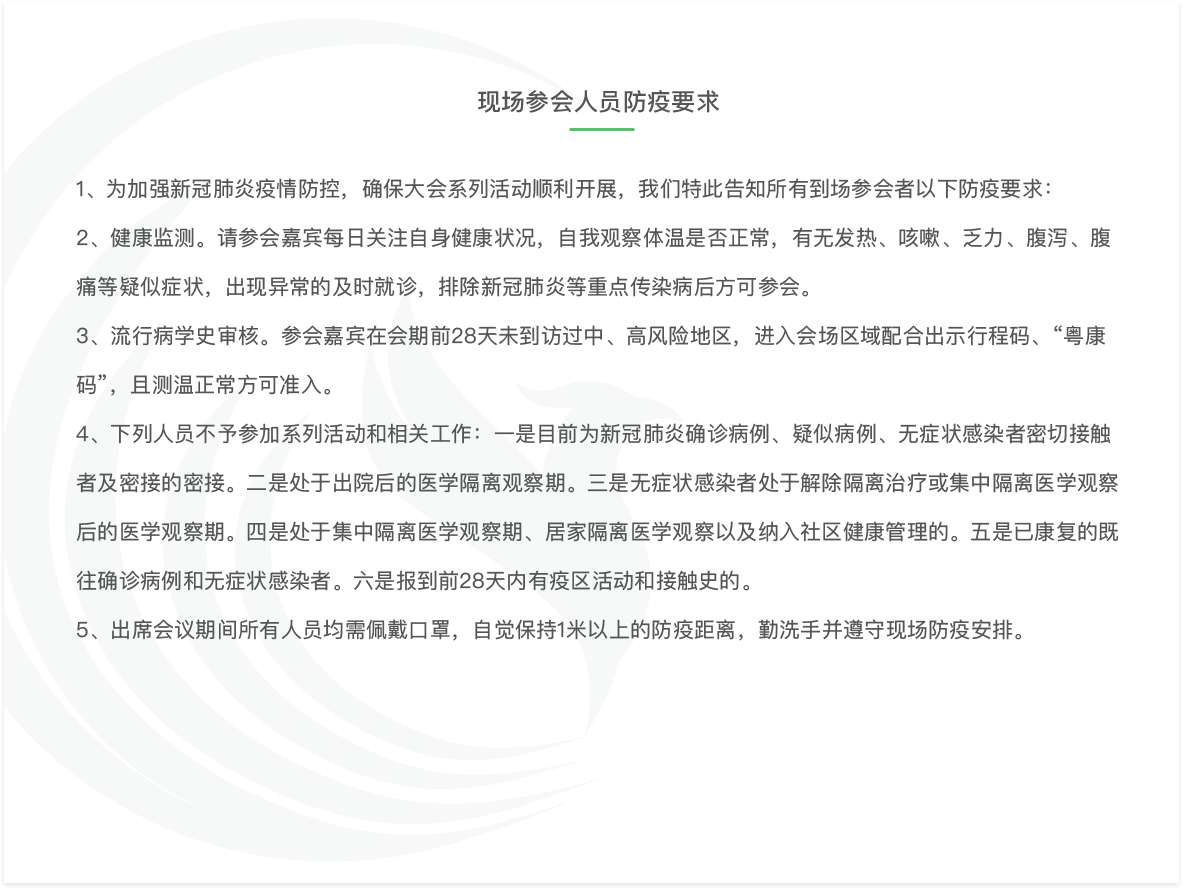 现场参会人员防疫要求
1、为加强新冠肺炎疫情防控，确保大会系列活动顺利开展，我们特此告知所有到场参会者以下防疫要求：
2、健康监测。请参会嘉宾每日关注自身健康状况，自我观察体温是否正常，有无发热、咳嗽、乏力、腹泻、腹
痛等疑似症状，出现异常的及时就诊，排除新冠肺炎等重点传染病后方可参会。
3、流行病学史审核。参会嘉宾在会期前28天未到访过中、高风险地区，进入会场区域配合出示行程码、“粤康
码”，且测温正常方可准入。
4、下列人员不予参加系列活动和相关工作：一是目前为新冠肺炎确诊病例、疑似病例、无症状感染者密切接触
者及密接的密接。二是处于出院后的医学隔离观察期。三是无症状感染者处于解除隔离治疗或集中隔离医学观察
后的医学观察期。四是处于集中隔离医学观察期、居家隔离医学观察以及纳入社区健康管理的。五是已康复的既
往确诊病例和无症状感染者。六是报到前28天内有疫区活动和接触史的。
5、出席会议期间所有人员均需佩戴口罩，自觉保持1米以上的防疫距离，勤洗手并遵守现场防疫安排。